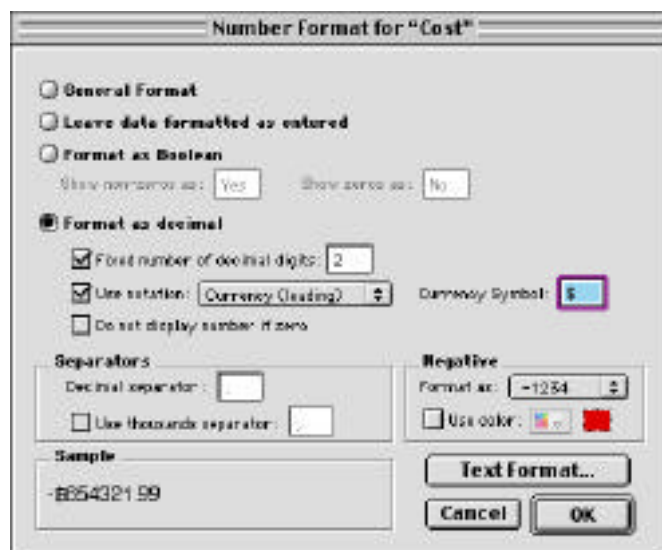 Number Format for "Cost"
General Format
Leave data formatted as entered
Format as Boolean
Show non-zeros as: Yes Show zeros as: No
Format as decimal
Fixed number of decimal digits: 2
Use notation: Currency (leading) Currency Symbol: $
Do not display number if zero
Separators
Negative
Decimal separator: .
Format as: -1234
Use thousands separator: ,
Use color:
Sample
Text Format...
Cancel OK